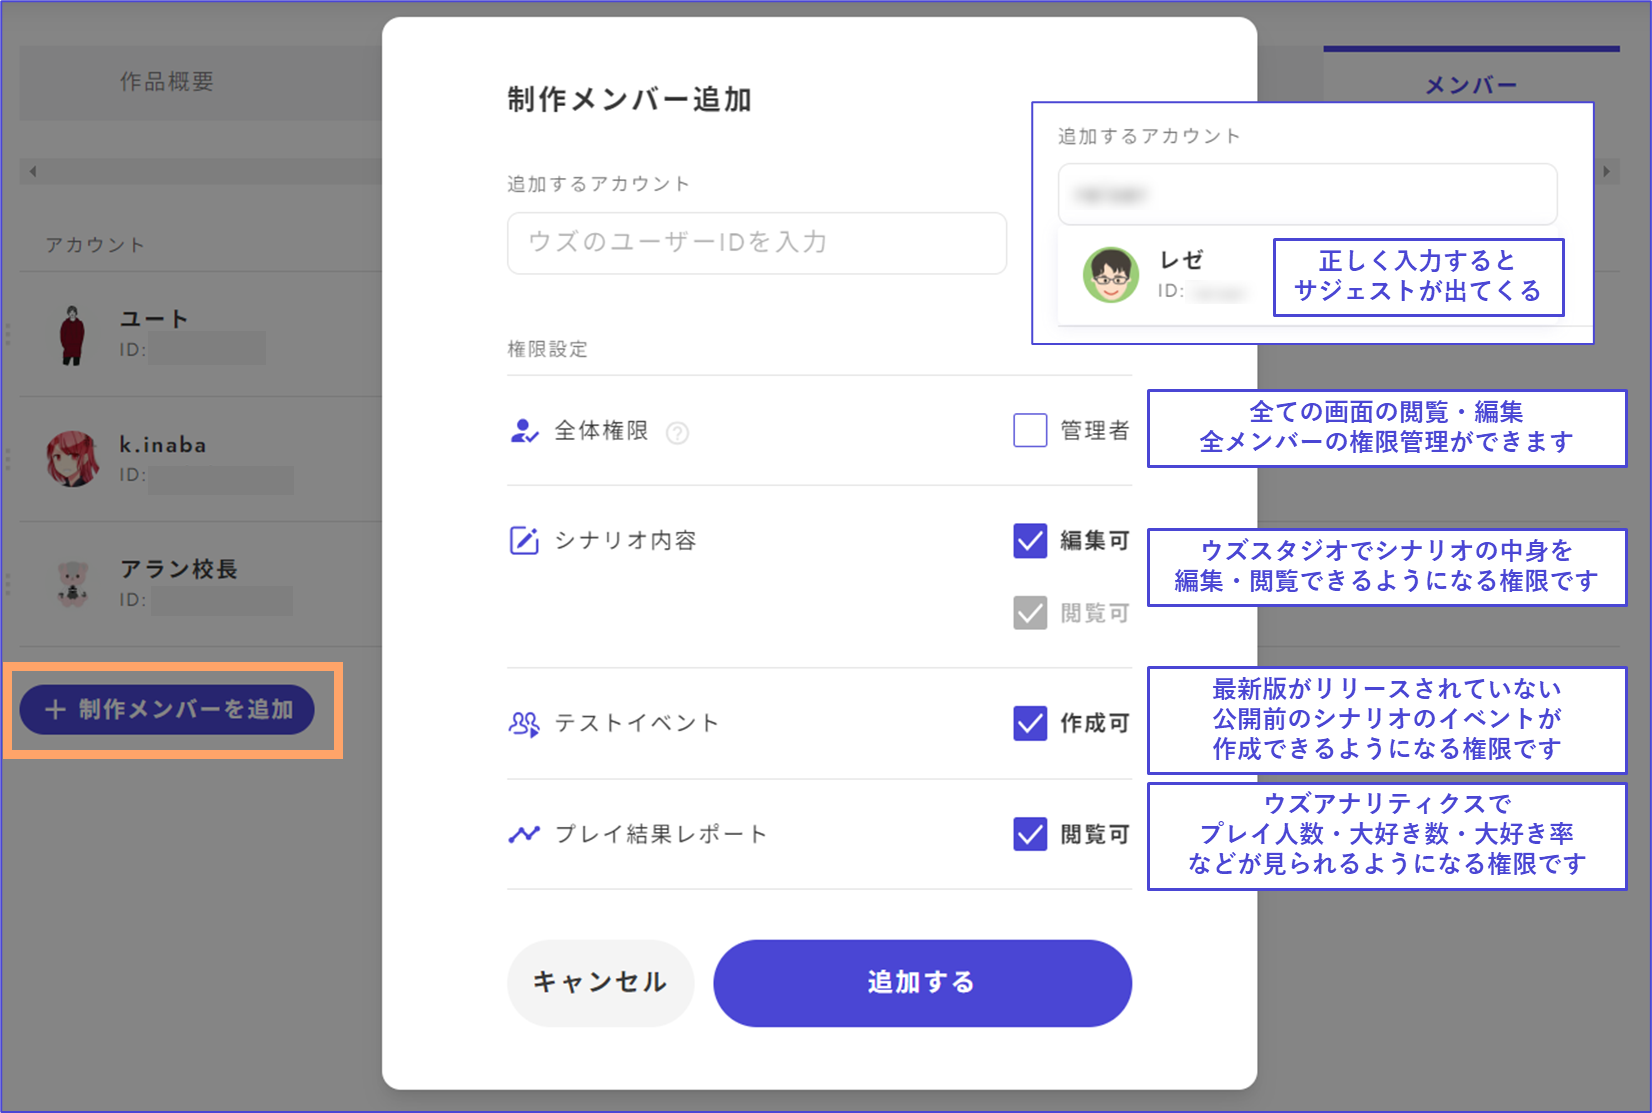 作品概要
メンバー
アカウント
ユート
ID:
k.inaba
ID:
アラン校長
ID:
＋ 制作メンバーを追加
制作メンバー追加
追加するアカウント
ウズのユーザーIDを入力
追加するアカウント
レゼ
ID:
正しく入力すると
サジェストが出てくる
権限設定
全体権限 ?
管理者
全ての画面の閲覧・編集
全メンバーの権限管理ができます
シナリオ内容
編集可
閲覧可
ウズスタジオでシナリオの中身を
編集・閲覧できるようになる権限です
テストイベント
作成可
最新版がリリースされていない
公開前のシナリオのイベントが
作成できるようになる権限です
プレイ結果レポート
閲覧可
ウズアナリティクスで
プレイ人数・大好き数・大好き率
などが見られるようになる権限です
キャンセル
追加する